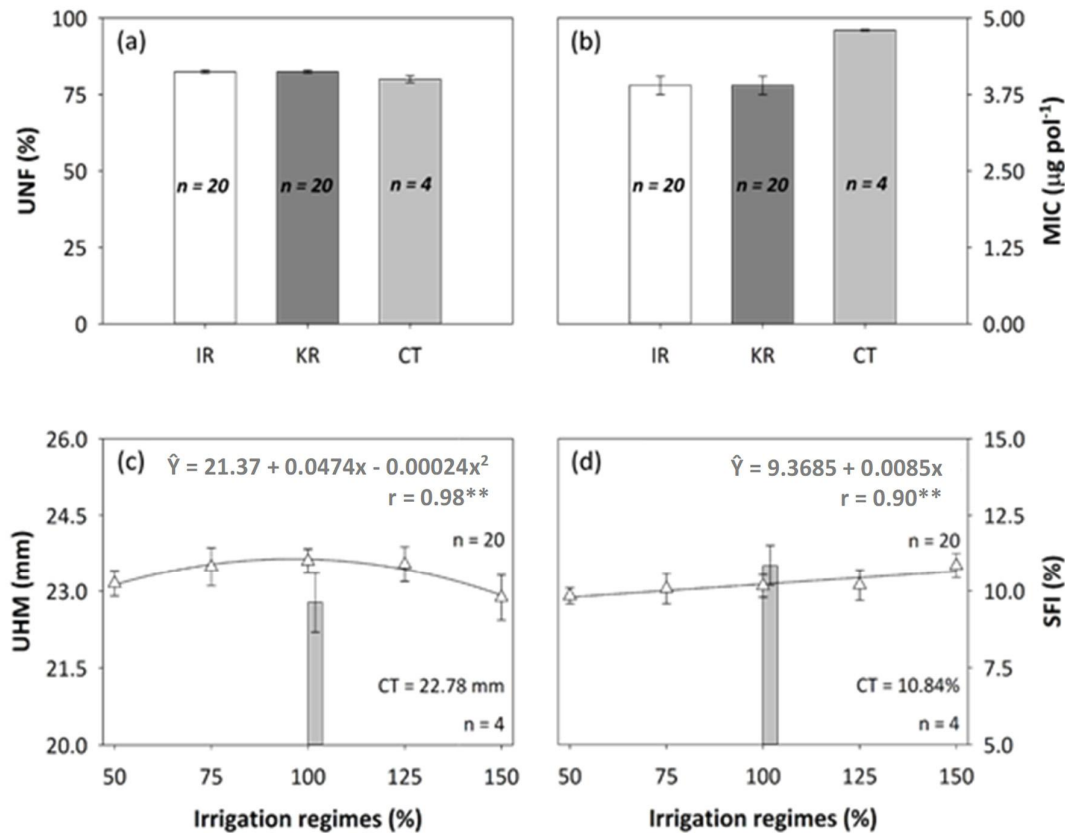 (a)
100
75
50
25
0
UNF (%)
n = 20
n = 20
n = 4
IR
KR
CT
(b)
5.00
3.75
2.50
1.25
0.00
MIC (µg pol⁻¹)
n = 20
n = 20
n = 4
IR
KR
CT
(c)
Ŷ = 21.37 + 0.0474x - 0.00024x²
r = 0.98**
n = 20
26.0
24.5
23.0
21.5
20.0
UHM (mm)
CT = 22.78 mm
n = 4
50
75
100
125
150
Irrigation regimes (%)
(d)
Ŷ = 9.3685 + 0.0085x
r = 0.90**
n = 20
15.0
12.5
10.0
7.5
5.0
SFI (%)
CT = 10.84%
n = 4
50
75
100
125
150
Irrigation regimes (%)